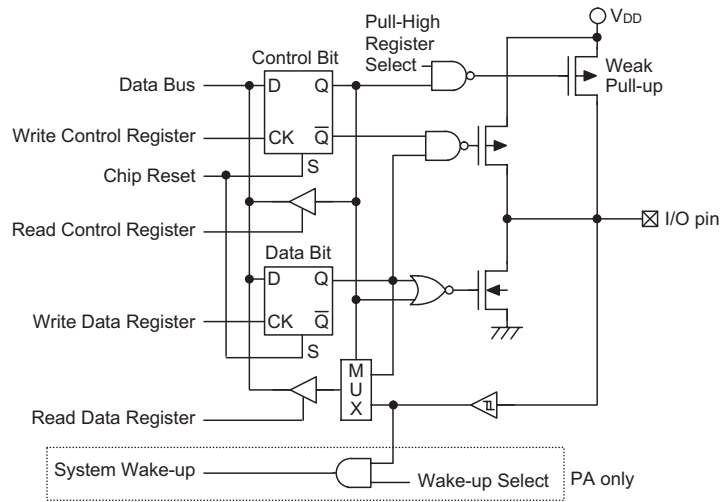 VDD
Pull-High
Register
Select
Control Bit
Weak
Pull-up
Data Bus
D
Q
Write Control Register
CK
Q
Chip Reset
S
Read Control Register
I/O pin
Data Bit
D
Q
Write Data Register
CK
Q
S
M
U
X
Read Data Register
System Wake-up
Wake-up Select
PA only